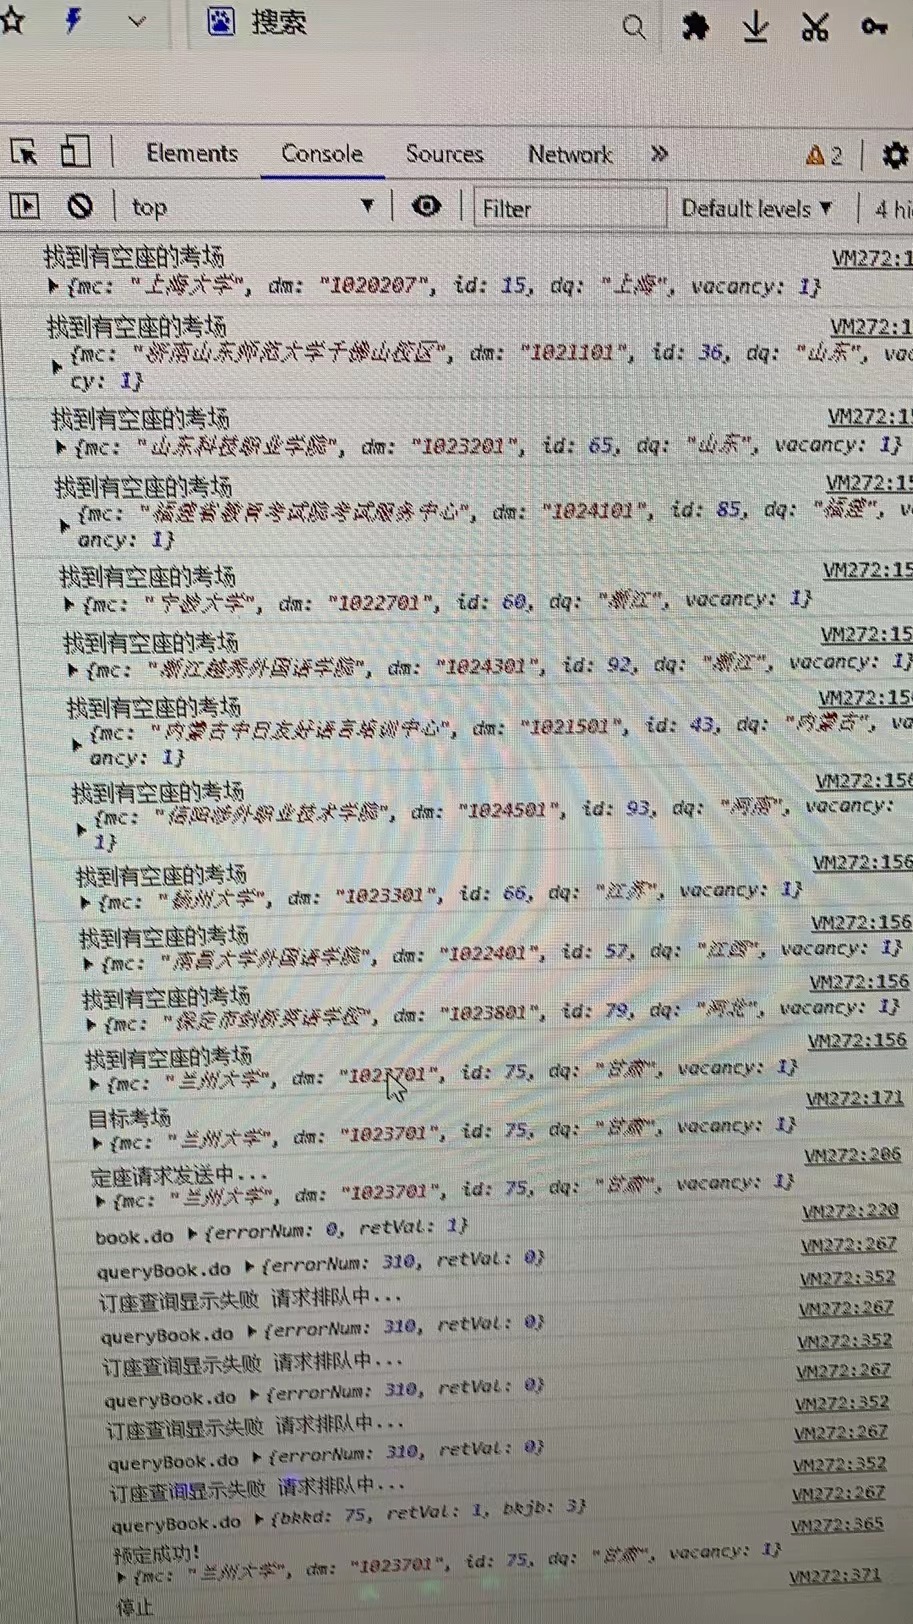 搜索
Elements Console Sources Network » 2
top Filter Default levels ▼ 4 hi
找到有空座的考场 VM272:1
{mc: "上海大学", dm: "1020207", id: 15, dq: "上海", vacancy: 1}
找到有空座的考场 VM272:1
{mc: "济南山东师范大学千佛山校区", dm: "1021101", id: 36, dq: "山东", vac
cy: 1}
找到有空座的考场 VM272:15
{mc: "山东科技职业学院", dm: "1023201", id: 65, dq: "山东", vacancy: 1}
找到有空座的考场 VM272:15
{mc: "福建省教育考试院考试服务中心", dm: "1024101", id: 85, dq: "福建", v
ancy: 1}
找到有空座的考场 VM272:15
{mc: "宁波大学", dm: "1022701", id: 60, dq: "浙江", vacancy: 1}
找到有空座的考场 VM272:15
{mc: "浙江越秀外国语学院", dm: "1024301", id: 92, dq: "浙江", vacancy: 1}
找到有空座的考场 VM272:156
{mc: "内蒙古中日友好语言培训中心", dm: "1021501", id: 43, dq: "内蒙古", va
ancy: 1}
找到有空座的考场 VM272:156
{mc: "信阳涉外职业技术学院", dm: "1024501", id: 93, dq: "河南", vacancy:
1}
找到有空座的考场 VM272:156
{mc: "扬州大学", dm: "1023301", id: 66, dq: "江苏", vacancy: 1}
找到有空座的考场 VM272:156
{mc: "南昌大学外国语学院", dm: "1022401", id: 57, dq: "江西", vacancy: 1}
找到有空座的考场 VM272:156
{mc: "保定市剑桥英语学校", dm: "1023801", id: 79, dq: "河北", vacancy: 1}
找到有空座的考场 VM272:156
{mc: "兰州大学", dm: "1023701", id: 75, dq: "甘肃", vacancy: 1}
目标考场 VM272:171
{mc: "兰州大学", dm: "1023701", id: 75, dq: "甘肃", vacancy: 1}
定座请求发送中... VM272:206
{mc: "兰州大学", dm: "1023701", id: 75, dq: "甘肃", vacancy: 1}
book.do {errorNum: 0, retVal: 1} VM272:220
queryBook.do {errorNum: 310, retVal: 0} VM272:267
订座查询显示失败 请求排队中... VM272:352
queryBook.do {errorNum: 310, retVal: 0} VM272:267
订座查询显示失败 请求排队中... VM272:352
queryBook.do {errorNum: 310, retVal: 0} VM272:267
订座查询显示失败 请求排队中... VM272:352
queryBook.do {errorNum: 310, retVal: 0} VM272:267
订座查询显示失败 请求排队中... VM272:352
queryBook.do {bkkd: 75, retVal: 1, bkjb: 3} VM272:267
预定成功! VM272:365
{mc: "兰州大学", dm: "1023701", id: 75, dq: "甘肃", vacancy: 1}
停止 VM272:371